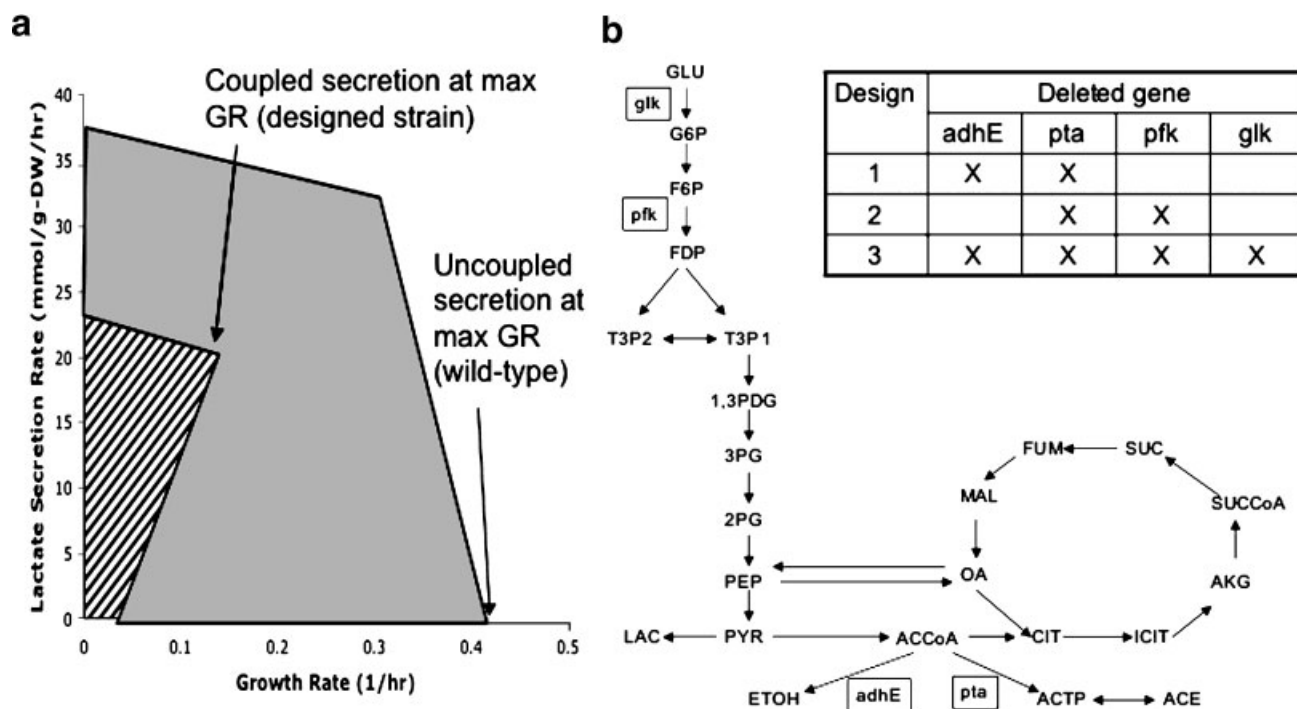 a
Coupled secretion at max
GR (designed strain)
Uncoupled
secretion at
max GR
(wild-type)
Lactate Secretion Rate (mmol/g-DW/hr)
40
35
30
25
20
15
10
5
0
0 0.1 0.2 0.3 0.4 0.5
Growth Rate (1/hr)
b
GLU
glk
G6P
F6P
pfk
FDP
T3P2 T3P1
1,3PDG
3PG
2PG
PEP
LAC PYR ACCoA CIT ICIT
FUM SUC
MAL SUCCoA
OA AKG
ETOH adhE pta ACTP ACE
Design Deleted gene
adhE pta pfk glk
1 X X
2 X X
3 X X X X